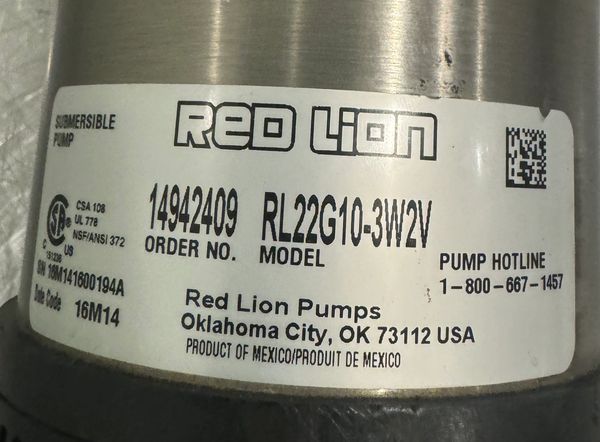 SUBMERSIBLE
PUMP
RED LION
CSA 108
UL 778
NSF/ANSI 372
C US
151236
SN 16M141600194A
Date Code 16M14
14942409
ORDER NO.
RL22G10-3W2V
MODEL
PUMP HOTLINE
1-800-667-1457
Red Lion Pumps
Oklahoma City, OK 73112 USA
PRODUCT OF MEXICO/PRODUIT DE MEXICO